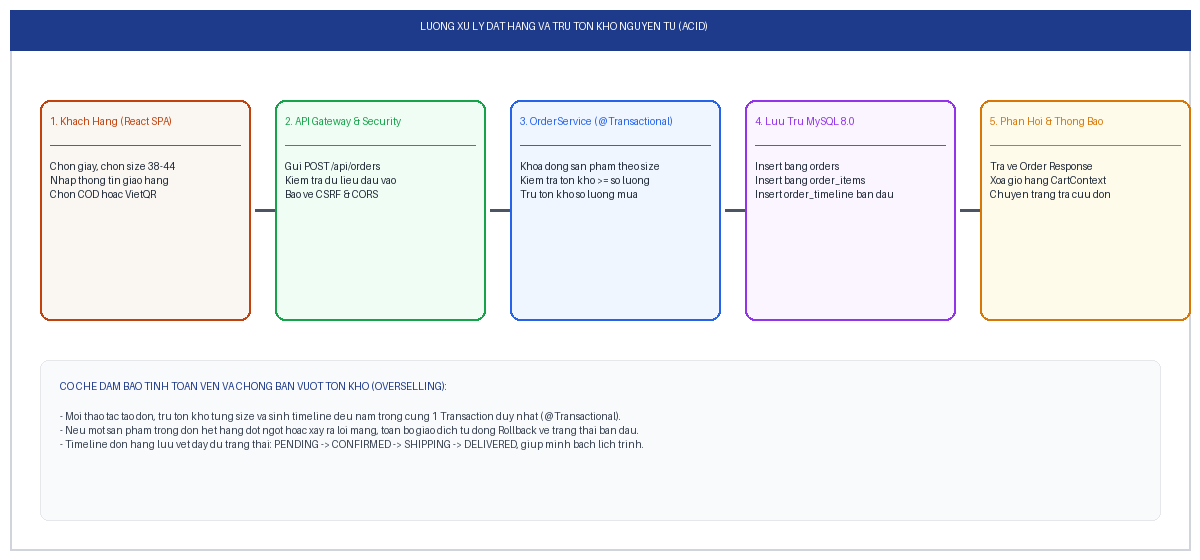 LUONG XU LY DAT HANG VA TRU TON KHO NGUYEN TU (ACID)
1. Khach Hang (React SPA)
Chon giay, chon size 38-44
Nhap thong tin giao hang
Chon COD hoac VietQR
2. API Gateway & Security
Gui POST /api/orders
Kiem tra du lieu dau vao
Bao ve CSRF & CORS
3. OrderService (@Transactional)
Khoa dong san pham theo size
Kiem tra ton kho >= so luong
Tru ton kho so luong mua
4. Luu Tru MySQL 8.0
Insert bang orders
Insert bang order_items
Insert order_timeline ban dau
5. Phan Hoi & Thong Bao
Tra ve Order Response
Xoa gio hang CartContext
Chuyen trang tra cuu don
CO CHE DAM BAO TINH TOAN VEN VA CHONG BAN VUOT TON KHO (OVERSELLING):
- Moi thao tac tao don, tru ton kho tung size va sinh timeline deu nam trong cung 1 Transaction duy nhat (@Transactional).
- Neu mot san pham trong don het hang dot ngot hoac xay ra loi mang, toan bo giao dich tu dong Rollback ve trang thai ban dau.
- Timeline don hang luu vet day du trang thai: PENDING -> CONFIRMED -> SHIPPING -> DELIVERED, giup minh bach lich trinh.